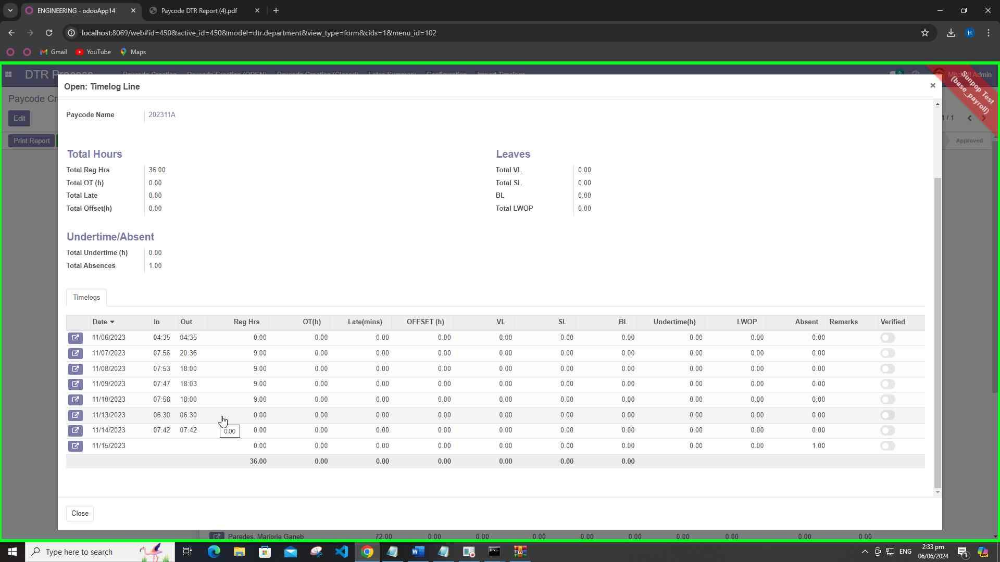 ENGINEERING - odooApp14
Paycode DTR Report (4).pdf
localhost:8069/web#id=450&active_id=450&model=dtr.department&view_type=form&cids=1&menu_id=102
H
Gmail YouTube Maps
DTR Process Paycode Creation Paycode Creation (OPEN) Paycode Creation (Closed) Lates Summary Configuration Import Timelogs 5 Mitchell Admin
Sunpop Test
(base_payroll)
Open: Timelog Line ×
Paycode Cr
Edit
1 / 1
Print Report
Approved
Paycode Name 202311A
Total Hours Leaves
Total Reg Hrs 36.00 Total VL 0.00
Total OT (h) 0.00 Total SL 0.00
Total Late 0.00 BL 0.00
Total Offset(h) 0.00 Total LWOP 0.00
Undertime/Absent
Total Undertime (h) 0.00
Total Absences 1.00
Timelogs
Date In Out Reg Hrs OT(h) Late(mins) OFFSET (h) VL SL BL Undertime(h) LWOP Absent Remarks Verified
11/06/2023 04:35 04:35 0.00 0.00 0.00 0.00 0.00 0.00 0.00 0.00 0.00 0.00
11/07/2023 07:56 20:36 9.00 0.00 0.00 0.00 0.00 0.00 0.00 0.00 0.00 0.00
11/08/2023 07:53 18:00 9.00 0.00 0.00 0.00 0.00 0.00 0.00 0.00 0.00 0.00
11/09/2023 07:47 18:03 9.00 0.00 0.00 0.00 0.00 0.00 0.00 0.00 0.00 0.00
11/10/2023 07:58 18:00 9.00 0.00 0.00 0.00 0.00 0.00 0.00 0.00 0.00 0.00
11/13/2023 06:30 06:30 0.00 0.00 0.00 0.00 0.00 0.00 0.00 0.00 0.00 0.00
11/14/2023 07:42 07:42 0.00 0.00 0.00 0.00 0.00 0.00 0.00 0.00 0.00 0.00
0.00
11/15/2023 0.00 0.00 0.00 0.00 0.00 0.00 0.00 0.00 0.00 1.00
36.00 0.00 0.00 0.00 0.00 0.00 0.00
Close
Paredes, Marjorie Ganeb 72.00 0.00 0.00 0.00 0.00 0.00 0.00 0.00 0.00 0.00
Type here to search
ENG
2:33 pm
06/06/2024
1